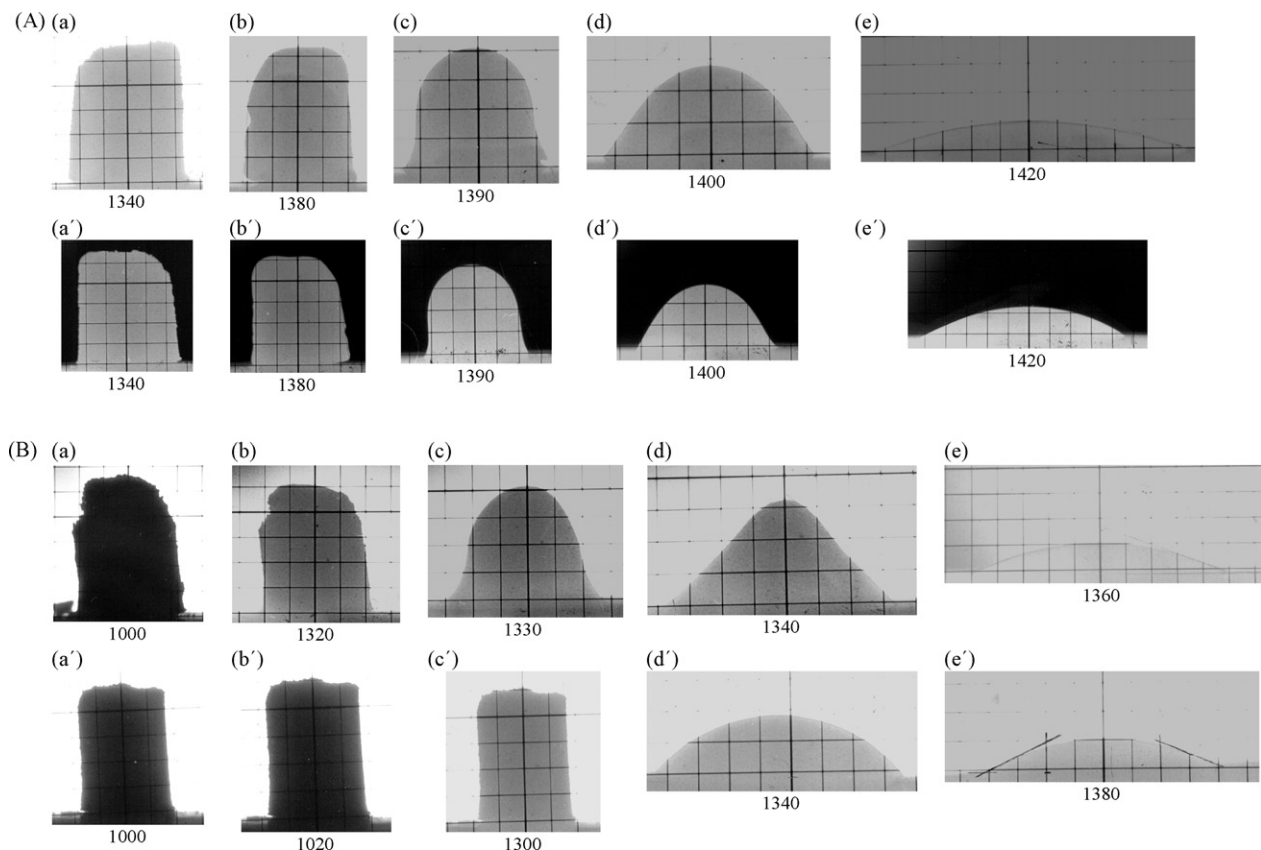 (A) (a) (b) (c) (d) (e)
1340 1380 1390 1400 1420
(a´) (b´) (c´) (d´) (e´)
1340 1380 1390 1400 1420
(B) (a) (b) (c) (d) (e)
1000 1320 1330 1340 1360
(a´) (b´) (c´) (d´) (e´)
1000 1020 1300 1340 1380